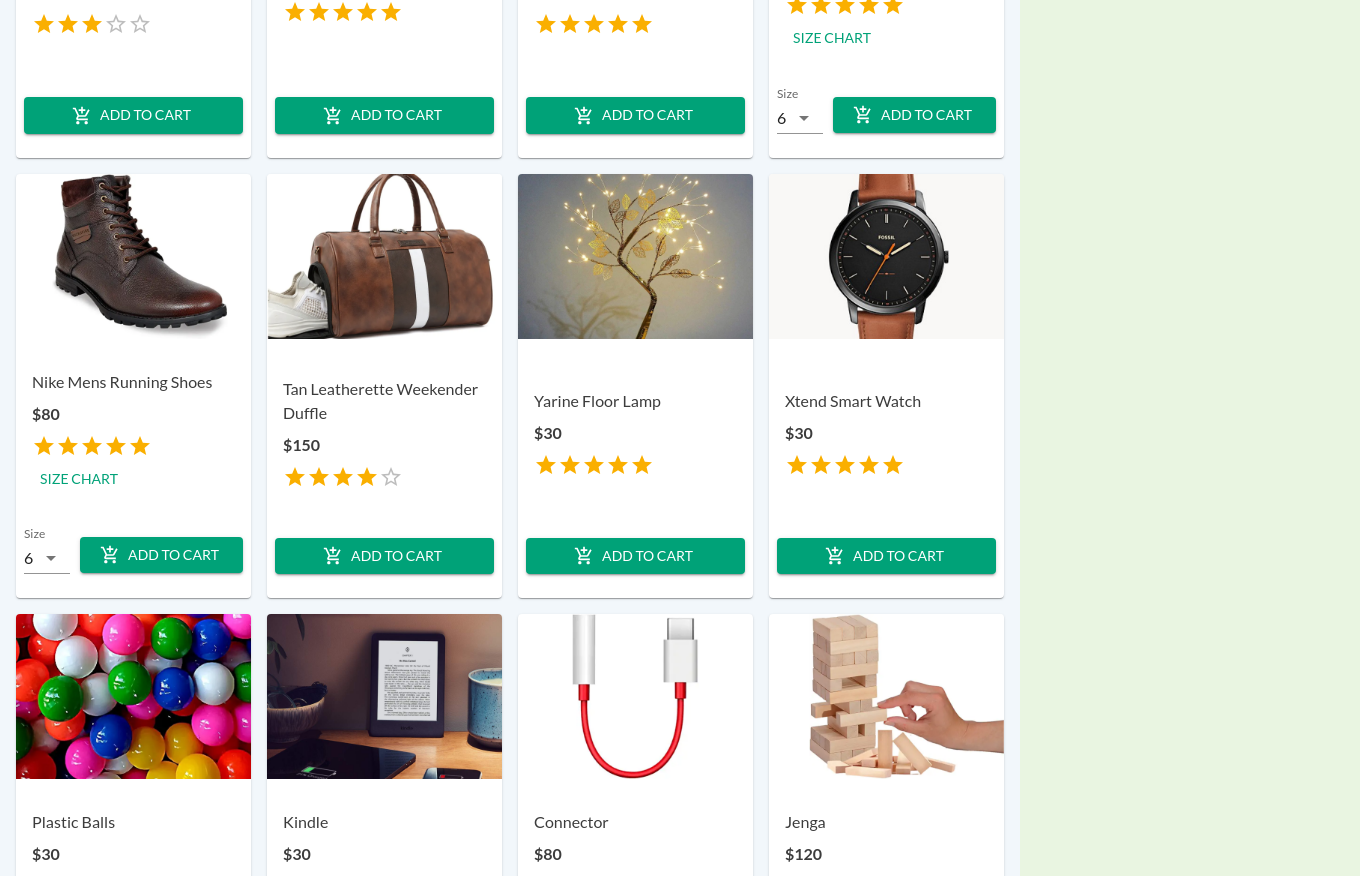 SIZE CHART
ADD TO CART
ADD TO CART
ADD TO CART
Size
6
ADD TO CART
FOSSIL
Nike Mens Running Shoes
$80
SIZE CHART
Size
6
ADD TO CART
Tan Leatherette Weekender
Duffle
$150
ADD TO CART
Yarine Floor Lamp
$30
ADD TO CART
Xtend Smart Watch
$30
ADD TO CART
Plastic Balls
$30
Kindle
$30
Connector
$80
Jenga
$120